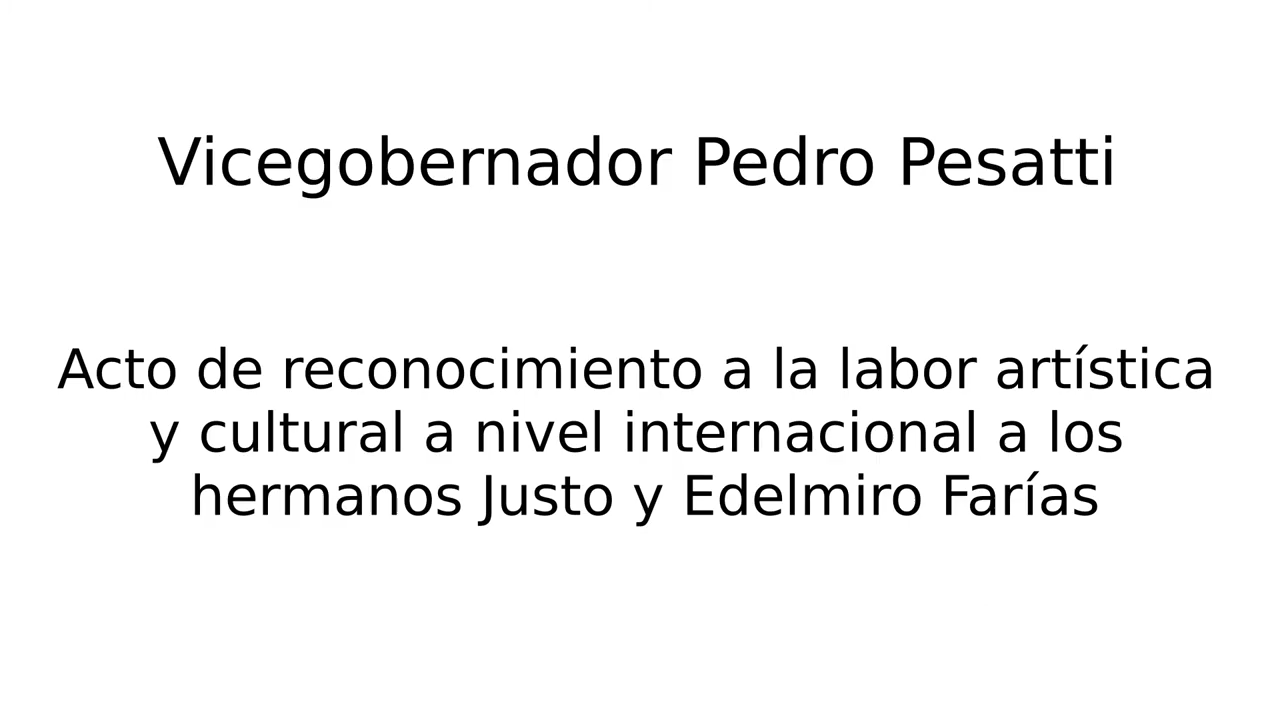 Vicegobernador Pedro Pesatti
Acto de reconocimiento a la labor artística
y cultural a nivel internacional a los
hermanos Justo y Edelmiro Farías